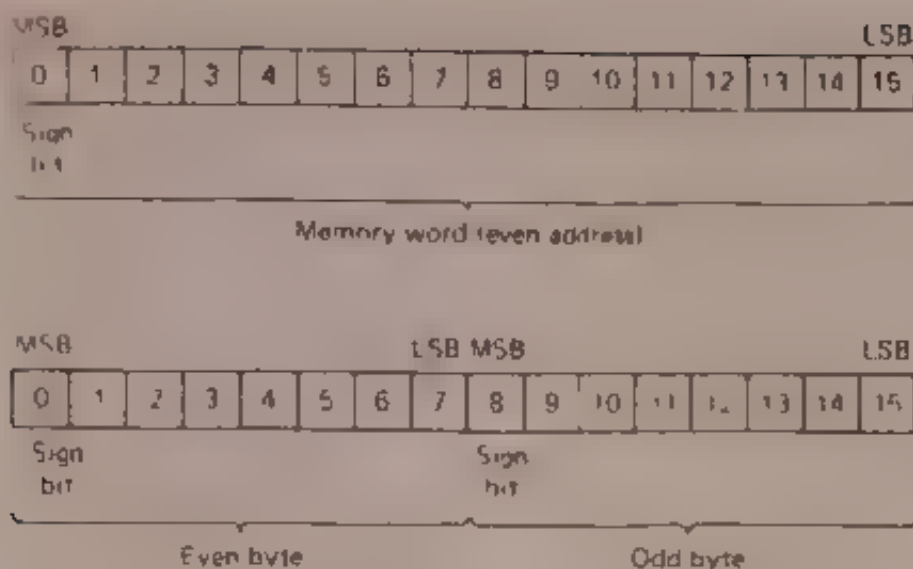 MSB LSB
0 1 2 3 4 5 6 7 8 9 10 11 12 13 14 15
Sign
bit
Memory word (even address)
MSB LSB MSB LSB
0 1 2 3 4 5 6 7 8 9 10 11 12 13 14 15
Sign Sign
bit bit
Even byte Odd byte